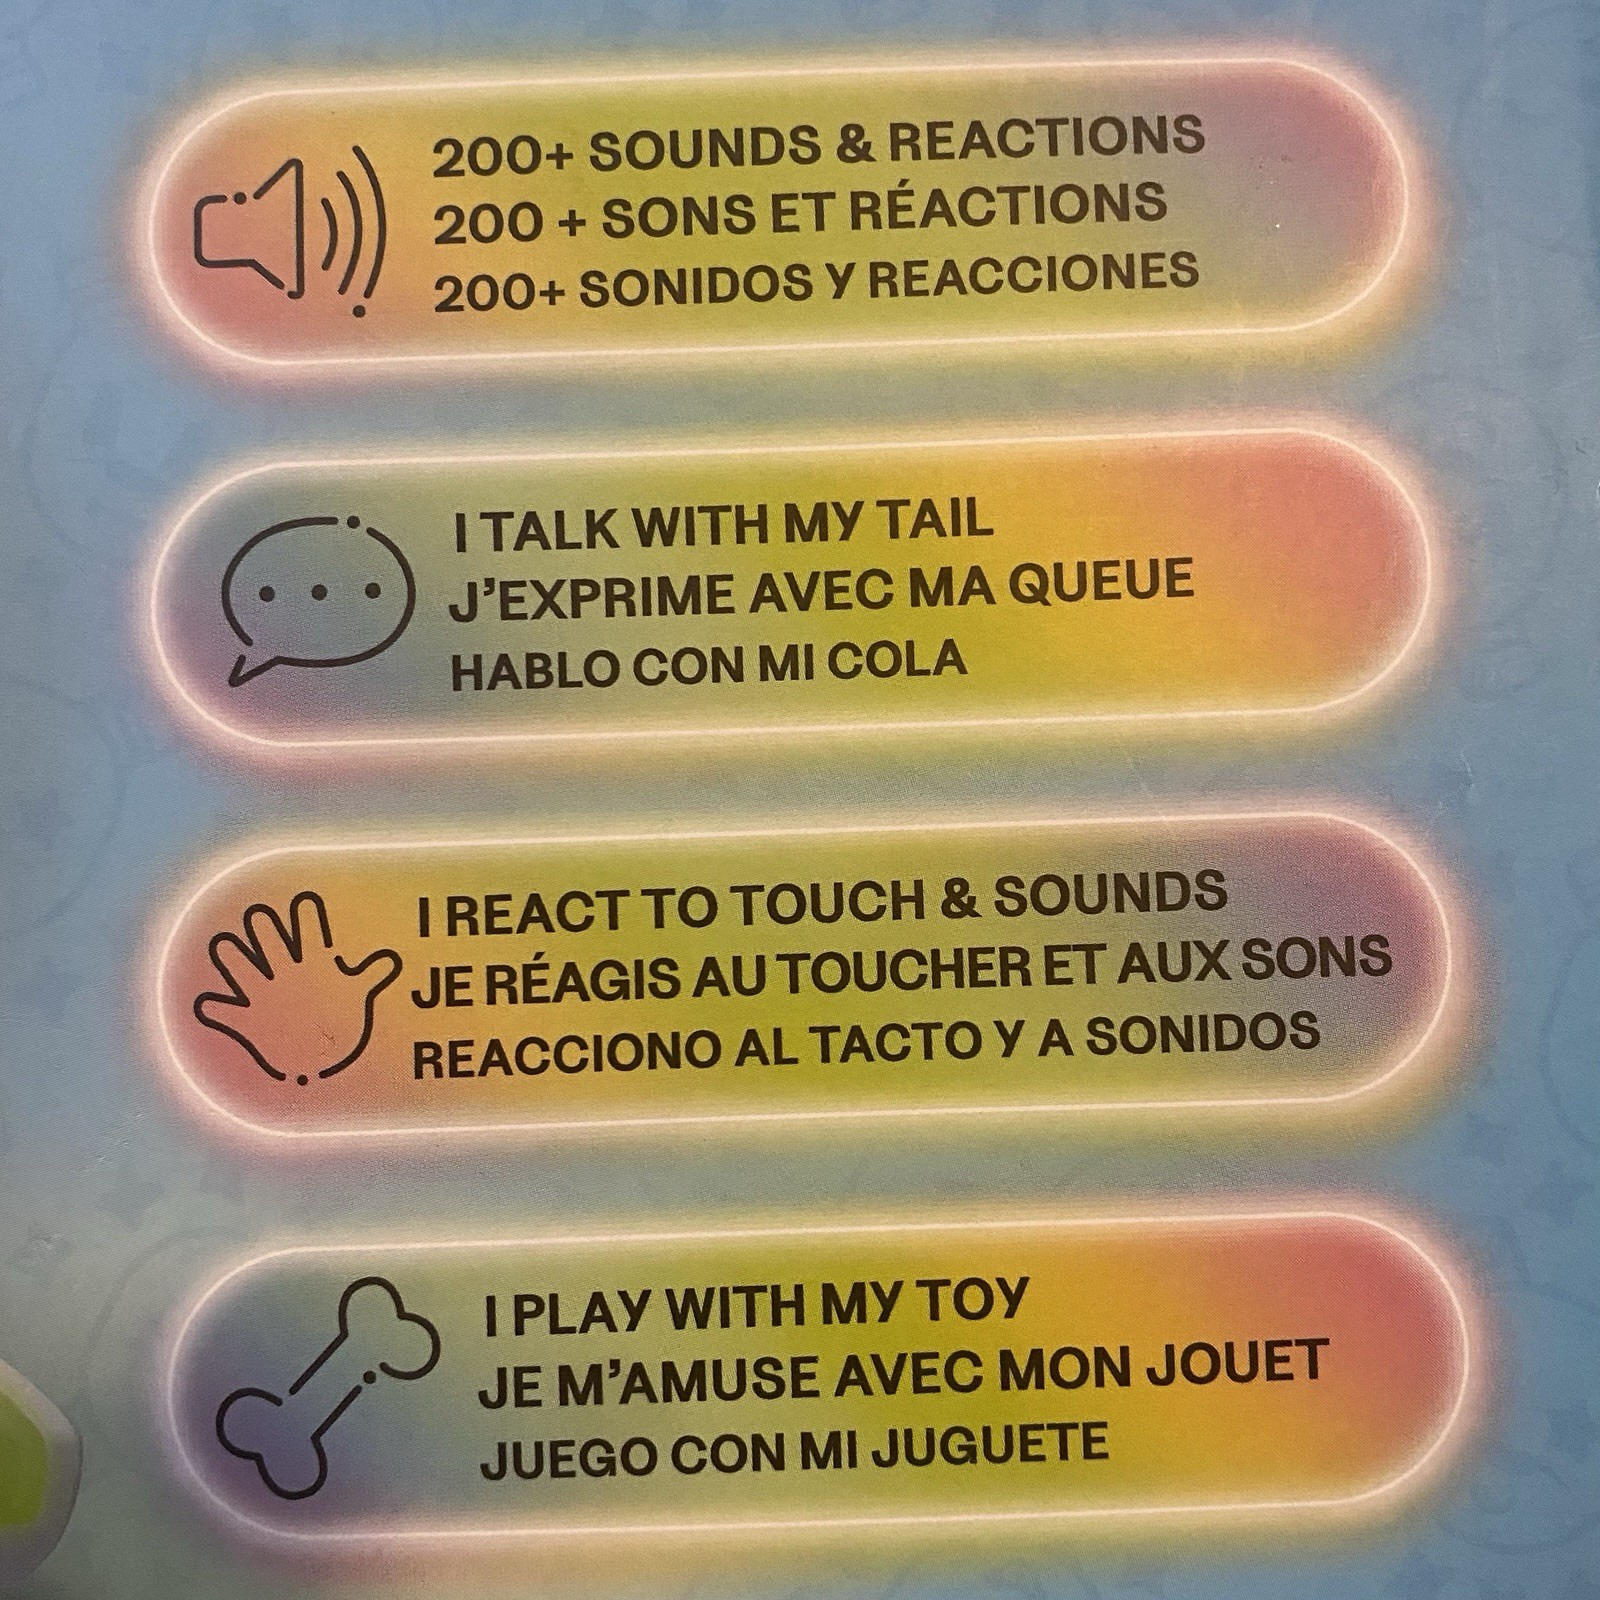 200+ SOUNDS & REACTIONS
200 + SONS ET RÉACTIONS
200+ SONIDOS Y REACCIONES
I TALK WITH MY TAIL
J’EXPRIME AVEC MA QUEUE
HABLO CON MI COLA
I REACT TO TOUCH & SOUNDS
JE RÉAGIS AU TOUCHER ET AUX SONS
REACCIONO AL TACTO Y A SONIDOS
I PLAY WITH MY TOY
JE M’AMUSE AVEC MON JOUET
JUEGO CON MI JUGUETE